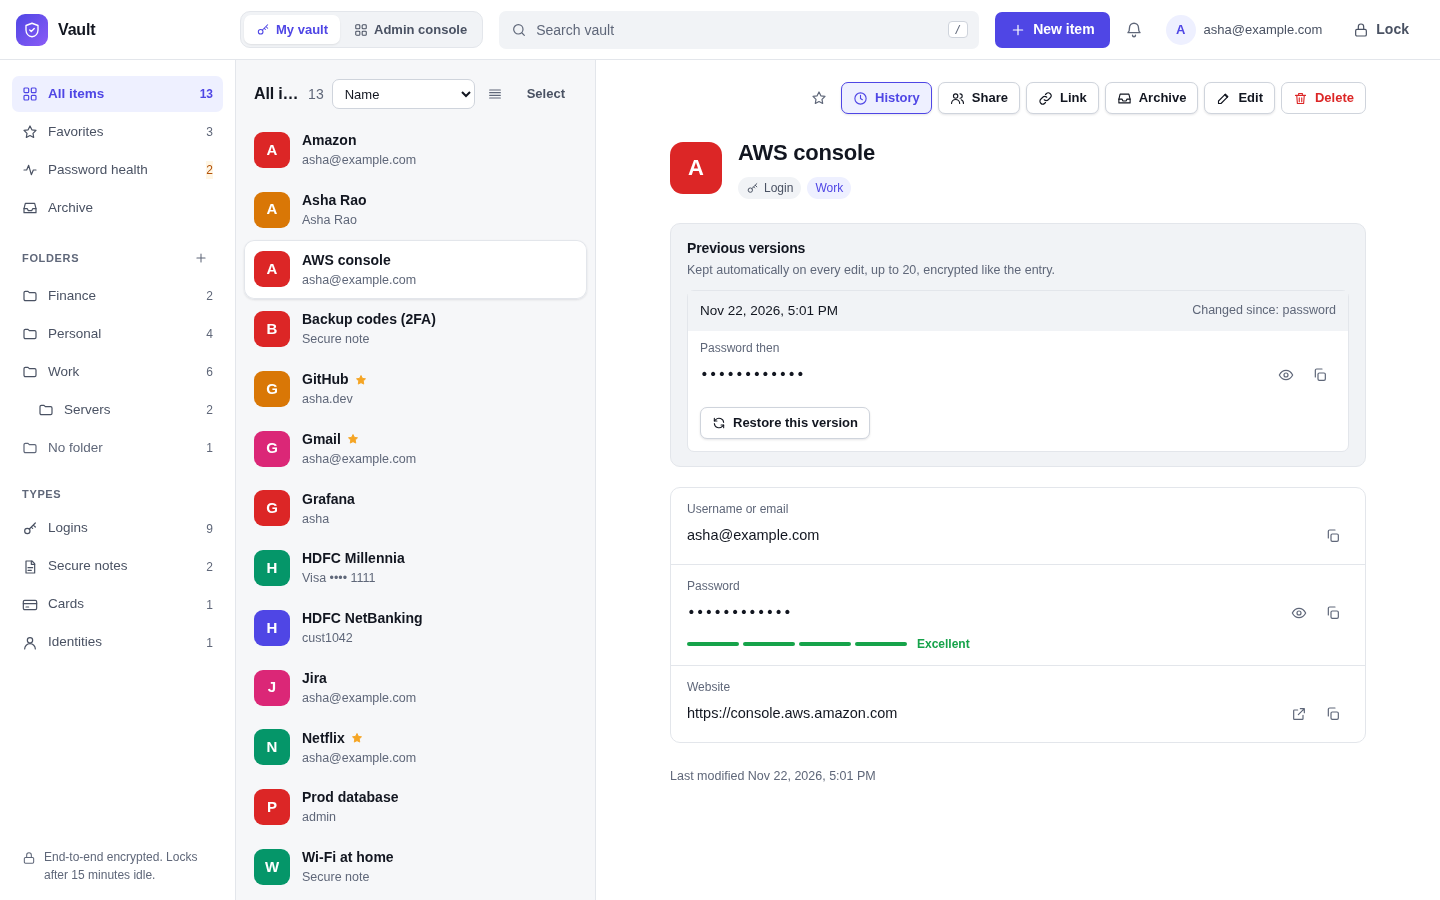 Vault
My vault
Admin console
Search vault
/
New item
A
asha@example.com
Lock
All items 13
Favorites 3
Password health 2
Archive
FOLDERS
Finance 2
Personal 4
Work 6
Servers 2
No folder 1
TYPES
Logins 9
Secure notes 2
Cards 1
Identities 1
End-to-end encrypted. Locks
after 15 minutes idle.
All i… 13
Name
Select
A
Amazon
asha@example.com
A
Asha Rao
Asha Rao
A
AWS console
asha@example.com
B
Backup codes (2FA)
Secure note
G
GitHub
asha.dev
G
Gmail
asha@example.com
G
Grafana
asha
H
HDFC Millennia
Visa •••• 1111
H
HDFC NetBanking
cust1042
J
Jira
asha@example.com
N
Netflix
asha@example.com
P
Prod database
admin
W
Wi-Fi at home
Secure note
History
Share
Link
Archive
Edit
Delete
A
AWS console
Login
Work
Previous versions
Kept automatically on every edit, up to 20, encrypted like the entry.
Nov 22, 2026, 5:01 PM
Changed since: password
Password then
••••••••••••
Restore this version
Username or email
asha@example.com
Password
••••••••••••
Excellent
Website
https://console.aws.amazon.com
Last modified Nov 22, 2026, 5:01 PM